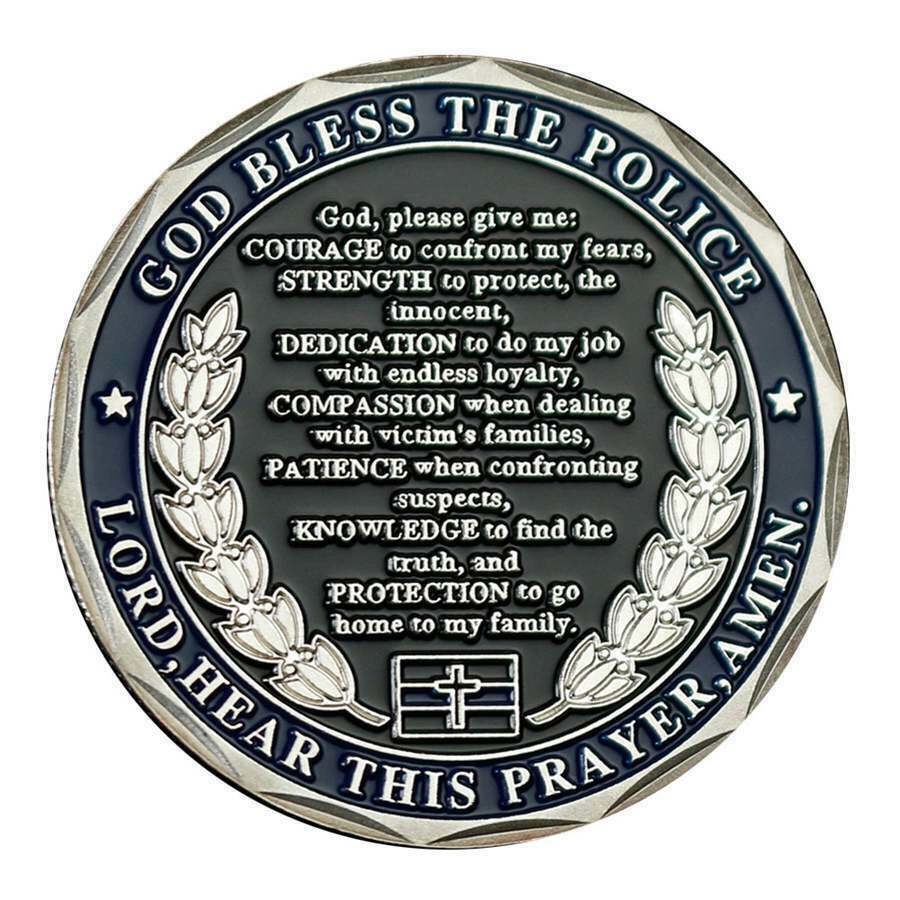 GOD BLESS THE POLICE
God, please give me:
COURAGE to confront my fears,
STRENGTH to protect, the
innocent,
DEDICATION to do my job
with endless loyalty,
COMPASSION when dealing
with victim's families,
PATIENCE when confronting
suspects,
KNOWLEDGE to find the
truth, and
PROTECTION to go
home to my family.
LORD, HEAR THIS PRAYER, AMEN.